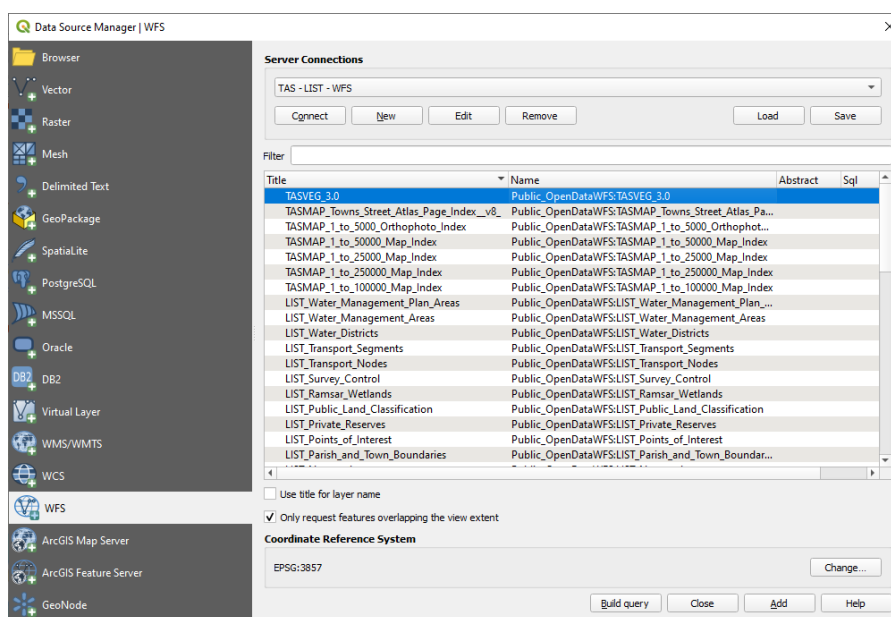 Data Source Manager | WFS
Browser
Vector
Raster
Mesh
Delimited Text
GeoPackage
SpatiaLite
PostgreSQL
MSSQL
Oracle
DB2 DB2
Virtual Layer
WMS/WMTS
WCS
WFS
ArcGIS Map Server
ArcGIS Feature Server
GeoNode
Server Connections
TAS - LIST - WFS
Connect New Edit Remove Load Save
Filter
Title Name Abstract Sql
TASVEG_3.0 Public_OpenDataWFS:TASVEG_3.0
TASMAP_Towns_Street_Atlas_Page_Index__v8_ Public_OpenDataWFS:TASMAP_Towns_Street_Atlas_Pa...
TASMAP_1_to_5000_Orthophoto_Index Public_OpenDataWFS:TASMAP_1_to_5000_Orthophot...
TASMAP_1_to_50000_Map_Index Public_OpenDataWFS:TASMAP_1_to_50000_Map_Index
TASMAP_1_to_25000_Map_Index Public_OpenDataWFS:TASMAP_1_to_25000_Map_Index
TASMAP_1_to_250000_Map_Index Public_OpenDataWFS:TASMAP_1_to_250000_Map_Index
TASMAP_1_to_100000_Map_Index Public_OpenDataWFS:TASMAP_1_to_100000_Map_Index
LIST_Water_Management_Plan_Areas Public_OpenDataWFS:LIST_Water_Management_Plan_...
LIST_Water_Management_Areas Public_OpenDataWFS:LIST_Water_Management_Areas
LIST_Water_Districts Public_OpenDataWFS:LIST_Water_Districts
LIST_Transport_Segments Public_OpenDataWFS:LIST_Transport_Segments
LIST_Transport_Nodes Public_OpenDataWFS:LIST_Transport_Nodes
LIST_Survey_Control Public_OpenDataWFS:LIST_Survey_Control
LIST_Ramsar_Wetlands Public_OpenDataWFS:LIST_Ramsar_Wetlands
LIST_Public_Land_Classification Public_OpenDataWFS:LIST_Public_Land_Classification
LIST_Private_Reserves Public_OpenDataWFS:LIST_Private_Reserves
LIST_Points_of_Interest Public_OpenDataWFS:LIST_Points_of_Interest
LIST_Parish_and_Town_Boundaries Public_OpenDataWFS:LIST_Parish_and_Town_Boundar...
Use title for layer name
Only request features overlapping the view extent
Coordinate Reference System
EPSG:3857 Change...
Build query Close Add Help